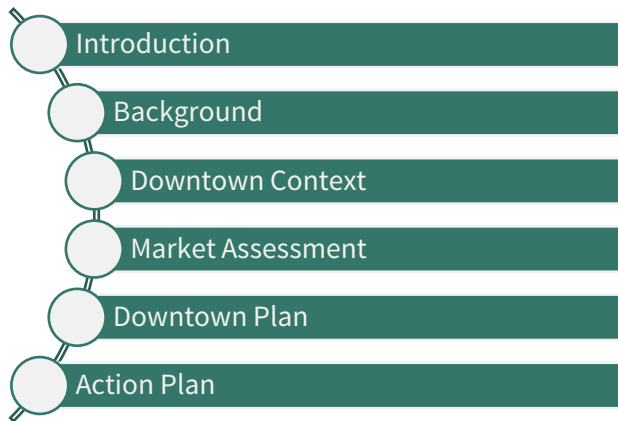 Introduction
Background
Downtown Context
Market Assessment
Downtown Plan
Action Plan